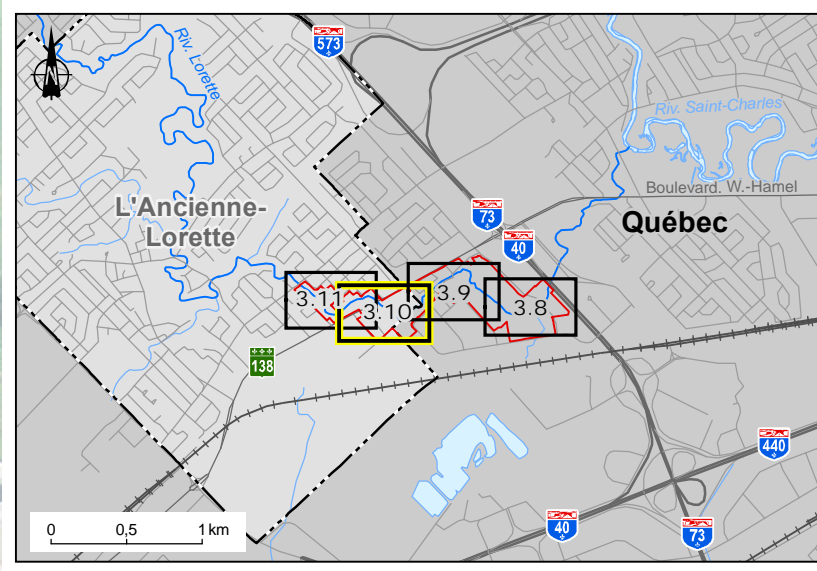 573
Riv. Lorette
N
Riv. Saint-Charles
Boulevard. W.-Hamel
L'Ancienne-
Lorette
73
Québec
40
3.11
3.10
3.9
3.8
138
440
40
73
0 0,5 1 km